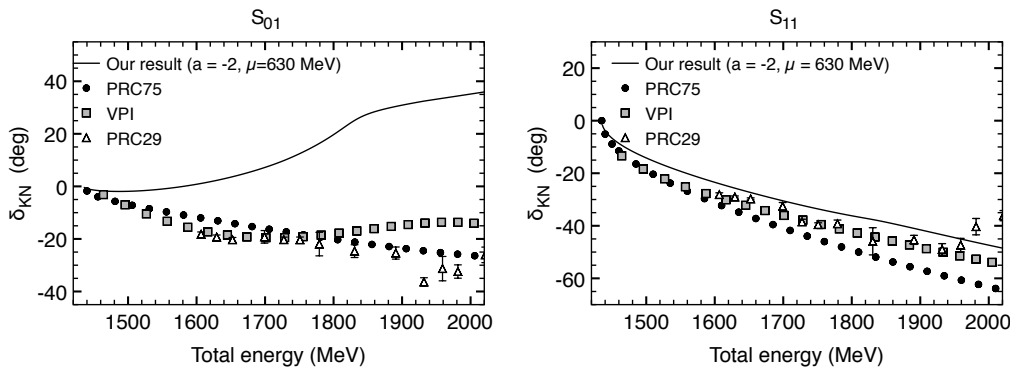 S01
Our result (a = -2, μ=630 MeV)
PRC75
VPI
PRC29
40
20
0
-20
-40
δKN (deg)
1500 1600 1700 1800 1900 2000
Total energy (MeV)
S11
Our result (a = -2, μ = 630 MeV)
PRC75
VPI
PRC29
20
0
-20
-40
-60
δKN (deg)
1500 1600 1700 1800 1900 2000
Total energy (MeV)